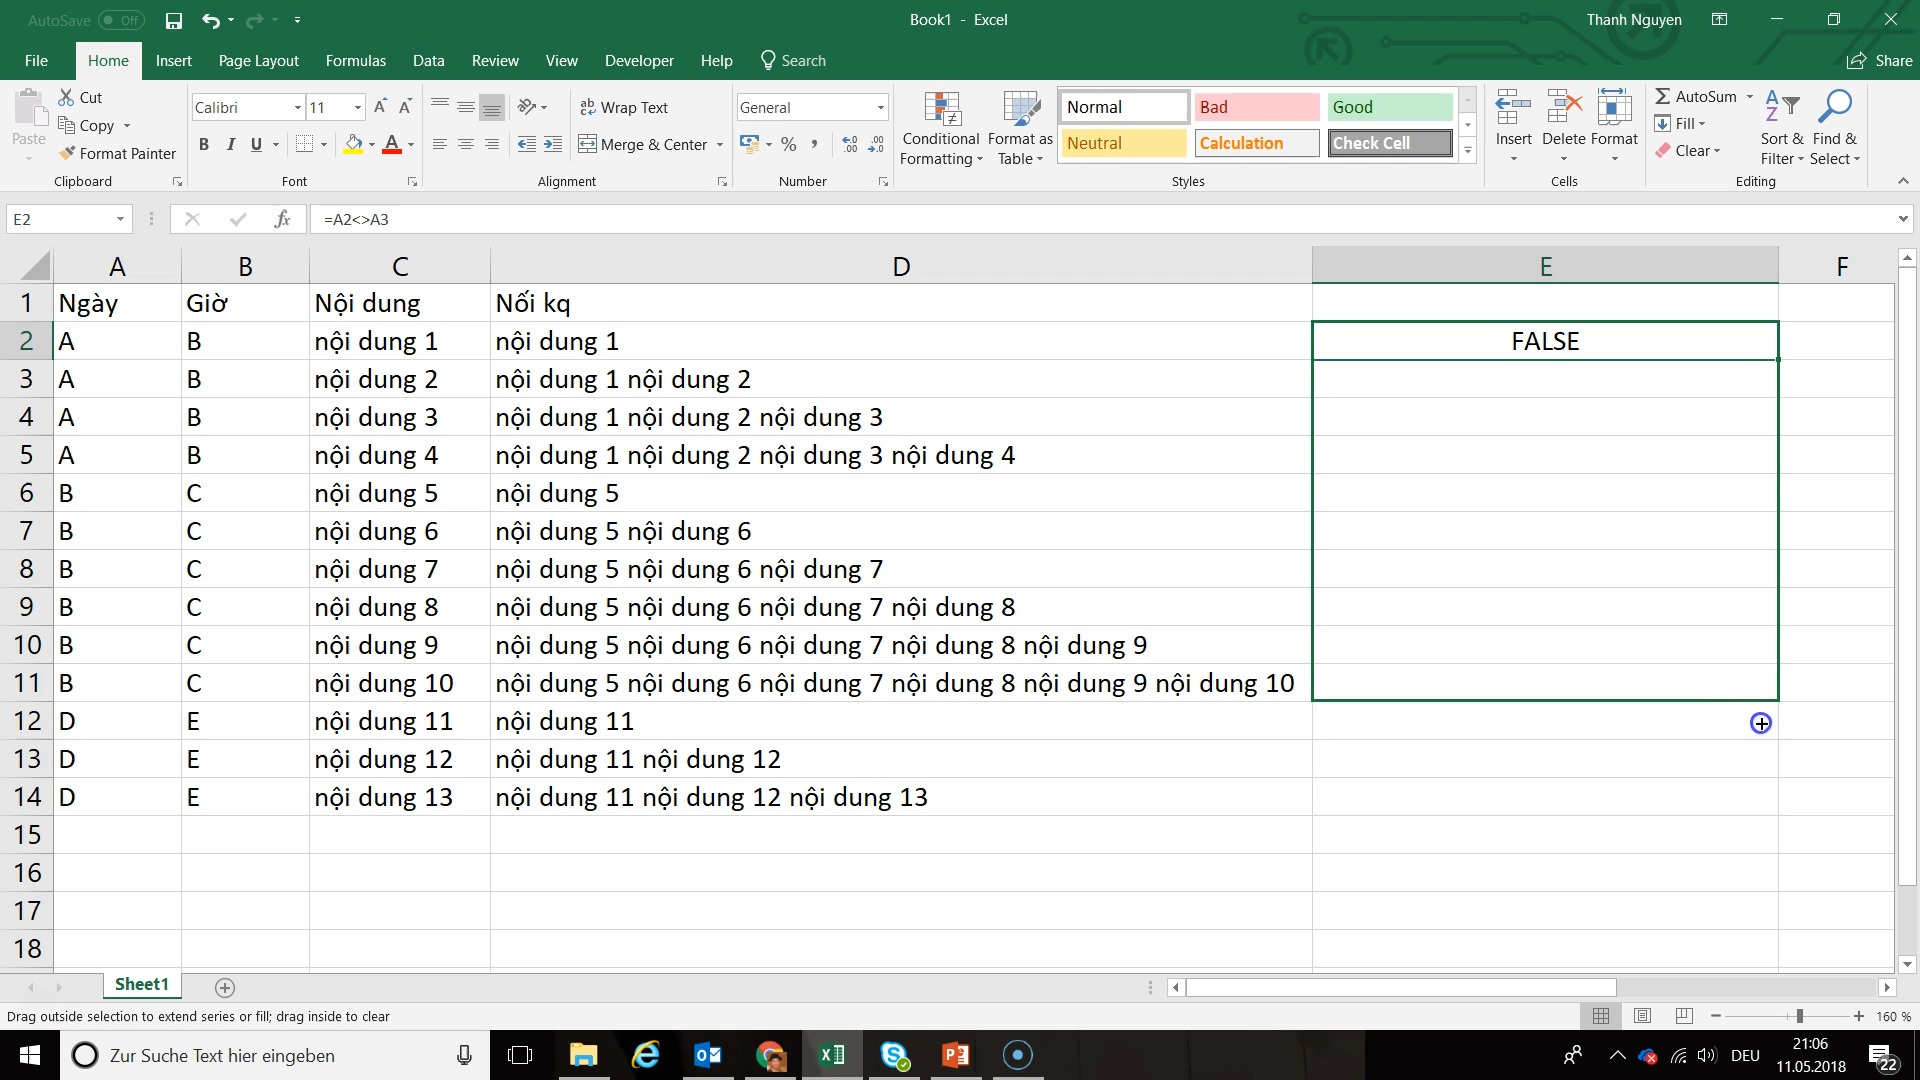 AutoSave Off
Book1 - Excel
Thanh Nguyen
File Home Insert Page Layout Formulas Data Review View Developer Help Search Share
Paste
Cut
Copy
Format Painter
Clipboard
Calibri 11
B I U
Font
Wrap Text
Merge & Center
Alignment
General
Number
Conditional Formatting
Format as Table
Normal Bad Good
Neutral Calculation Check Cell
Styles
Insert Delete Format
Cells
AutoSum
Fill
Clear
Sort & Filter
Find & Select
Editing
E2 fx =A2<>A3
A B C D E F
1 Ngày Giờ Nội dung Nối kq
2 A B nội dung 1 nội dung 1 FALSE
3 A B nội dung 2 nội dung 1 nội dung 2
4 A B nội dung 3 nội dung 1 nội dung 2 nội dung 3
5 A B nội dung 4 nội dung 1 nội dung 2 nội dung 3 nội dung 4
6 B C nội dung 5 nội dung 5
7 B C nội dung 6 nội dung 5 nội dung 6
8 B C nội dung 7 nội dung 5 nội dung 6 nội dung 7
9 B C nội dung 8 nội dung 5 nội dung 6 nội dung 7 nội dung 8
10 B C nội dung 9 nội dung 5 nội dung 6 nội dung 7 nội dung 8 nội dung 9
11 B C nội dung 10 nội dung 5 nội dung 6 nội dung 7 nội dung 8 nội dung 9 nội dung 10
12 D E nội dung 11 nội dung 11
13 D E nội dung 12 nội dung 11 nội dung 12
14 D E nội dung 13 nội dung 11 nội dung 12 nội dung 13
15
16
17
18
Sheet1
Drag outside selection to extend series or fill; drag inside to clear
160 %
Zur Suche Text hier eingeben
DEU
21:06
11.05.2018
22